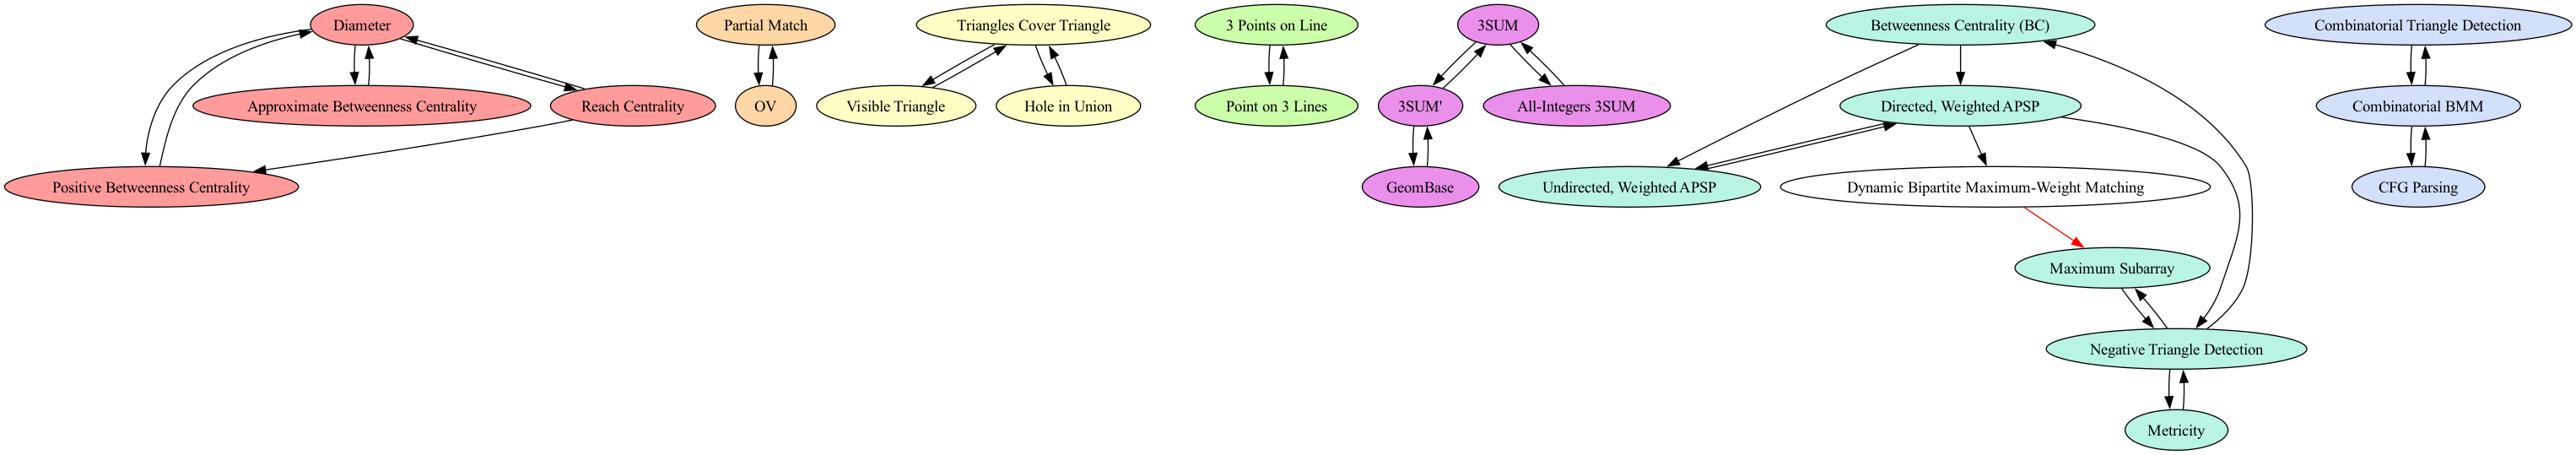 Diameter
Partial Match
Triangles Cover Triangle
3 Points on Line
3SUM
Betweenness Centrality (BC)
Combinatorial Triangle Detection
Approximate Betweenness Centrality
Reach Centrality
OV
Visible Triangle
Hole in Union
Point on 3 Lines
3SUM'
All-Integers 3SUM
Directed, Weighted APSP
Combinatorial BMM
Positive Betweenness Centrality
GeomBase
Undirected, Weighted APSP
Dynamic Bipartite Maximum-Weight Matching
CFG Parsing
Maximum Subarray
Negative Triangle Detection
Metricity